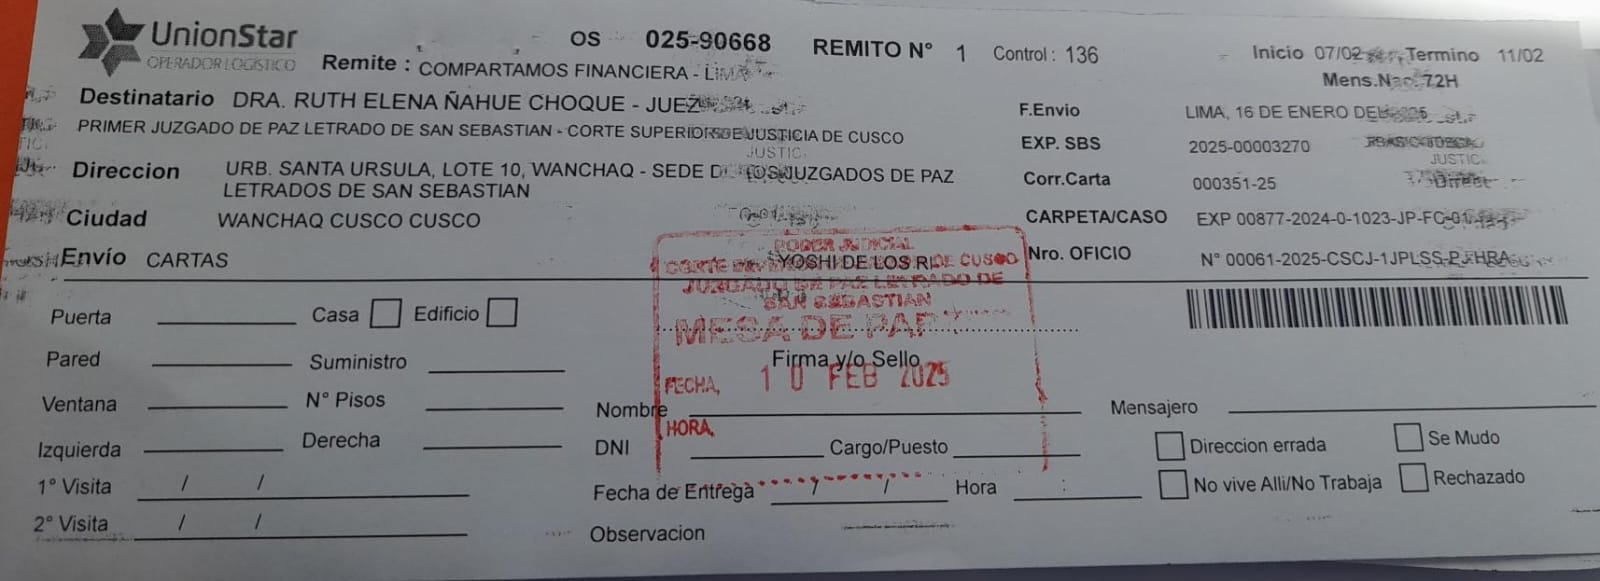 UnionStar
OPERADOR LOGISTICO
OS 025-90668 REMITO N° 1 Control : 136 Inicio 07/02 Termino 11/02
Remite : COMPARTAMOS FINANCIERA - LIMA
Mens.Nac. 72H
Destinatario DRA. RUTH ELENA ÑAHUE CHOQUE - JUEZ
F.Envio LIMA, 16 DE ENERO DEL 2025
PRIMER JUZGADO DE PAZ LETRADO DE SAN SEBASTIAN - CORTE SUPERIOR DE JUSTICIA DE CUSCO
EXP. SBS 2025-00003270
JUSTIC
JUSTIC
Direccion URB. SANTA URSULA, LOTE 10, WANCHAQ - SEDE DE LOS JUZGADOS DE PAZ
LETRADOS DE SAN SEBASTIAN
Corr.Carta 000351-25
Ciudad WANCHAQ CUSCO CUSCO
CARPETA/CASO EXP 00877-2024-0-1023-JP-FC-01
Envío CARTAS
Nro. OFICIO N° 00061-2025-CSCJ-1JPLSS-PJ-HRA
PODER JUDICIAL
CORTE DE CUSCO
YOSHI DE LOS RI
JUZGADO DE PAZ LETRADO DE
SAN SEBASTIAN
MESA DE PAR
Firma y/o Sello
FECHA, 10 FEB 2025
HORA,
Puerta Casa Edificio
Pared Suministro
Ventana N° Pisos
Izquierda Derecha
1° Visita / /
2° Visita / /
Nombre
DNI Cargo/Puesto
Fecha de Entrega / / Hora :
Observacion
Mensajero
Direccion errada Se Mudo
No vive Alli/No Trabaja Rechazado